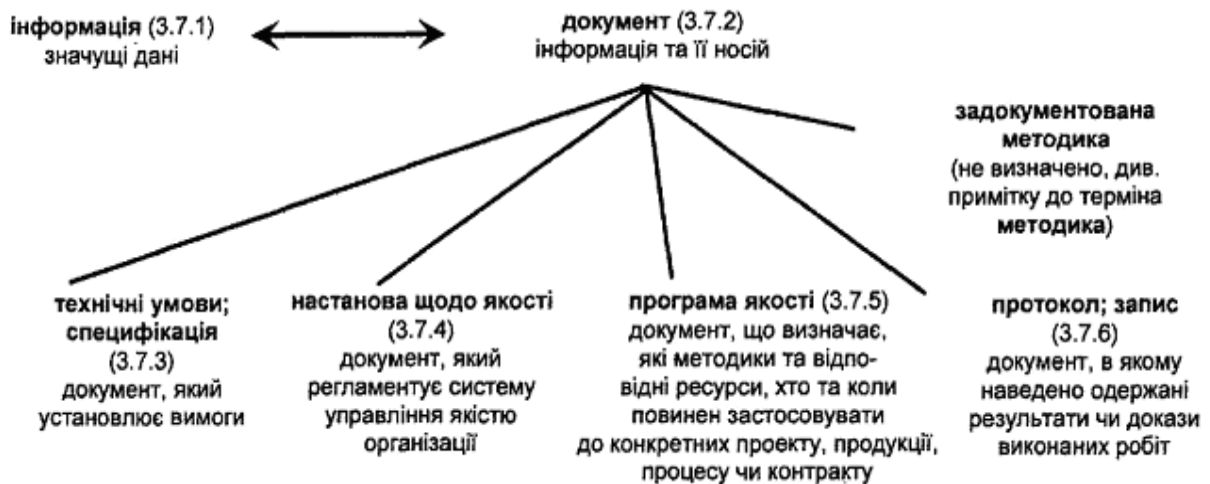 інформація (3.7.1)
значущі дані
документ (3.7.2)
інформація та її носій
задокументована
методика
(не визначено, див.
примітку до терміна
методика)
технічні умови;
специфікація
(3.7.3)
документ, який
установлює вимоги
настанова щодо якості
(3.7.4)
документ, який
регламентує систему
управління якістю
організації
програма якості (3.7.5)
документ, що визначає,
які методики та відпо-
відні ресурси, хто та коли
повинен застосовувати
до конкретних проекту, продукції,
процесу чи контракту
протокол; запис
(3.7.6)
документ, в якому
наведено одержані
результати чи докази
виконаних робіт